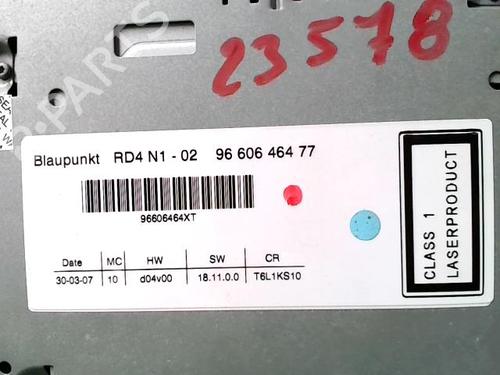 23578
B-PARTS
Blaupunkt RD4 N1 - 02 96 606 464 77
96606464XT
Date MC HW SW CR
30-03-07 10 d04v00 18.11.0.0 T6L1KS10
CLASS 1
LASERPRODUCT